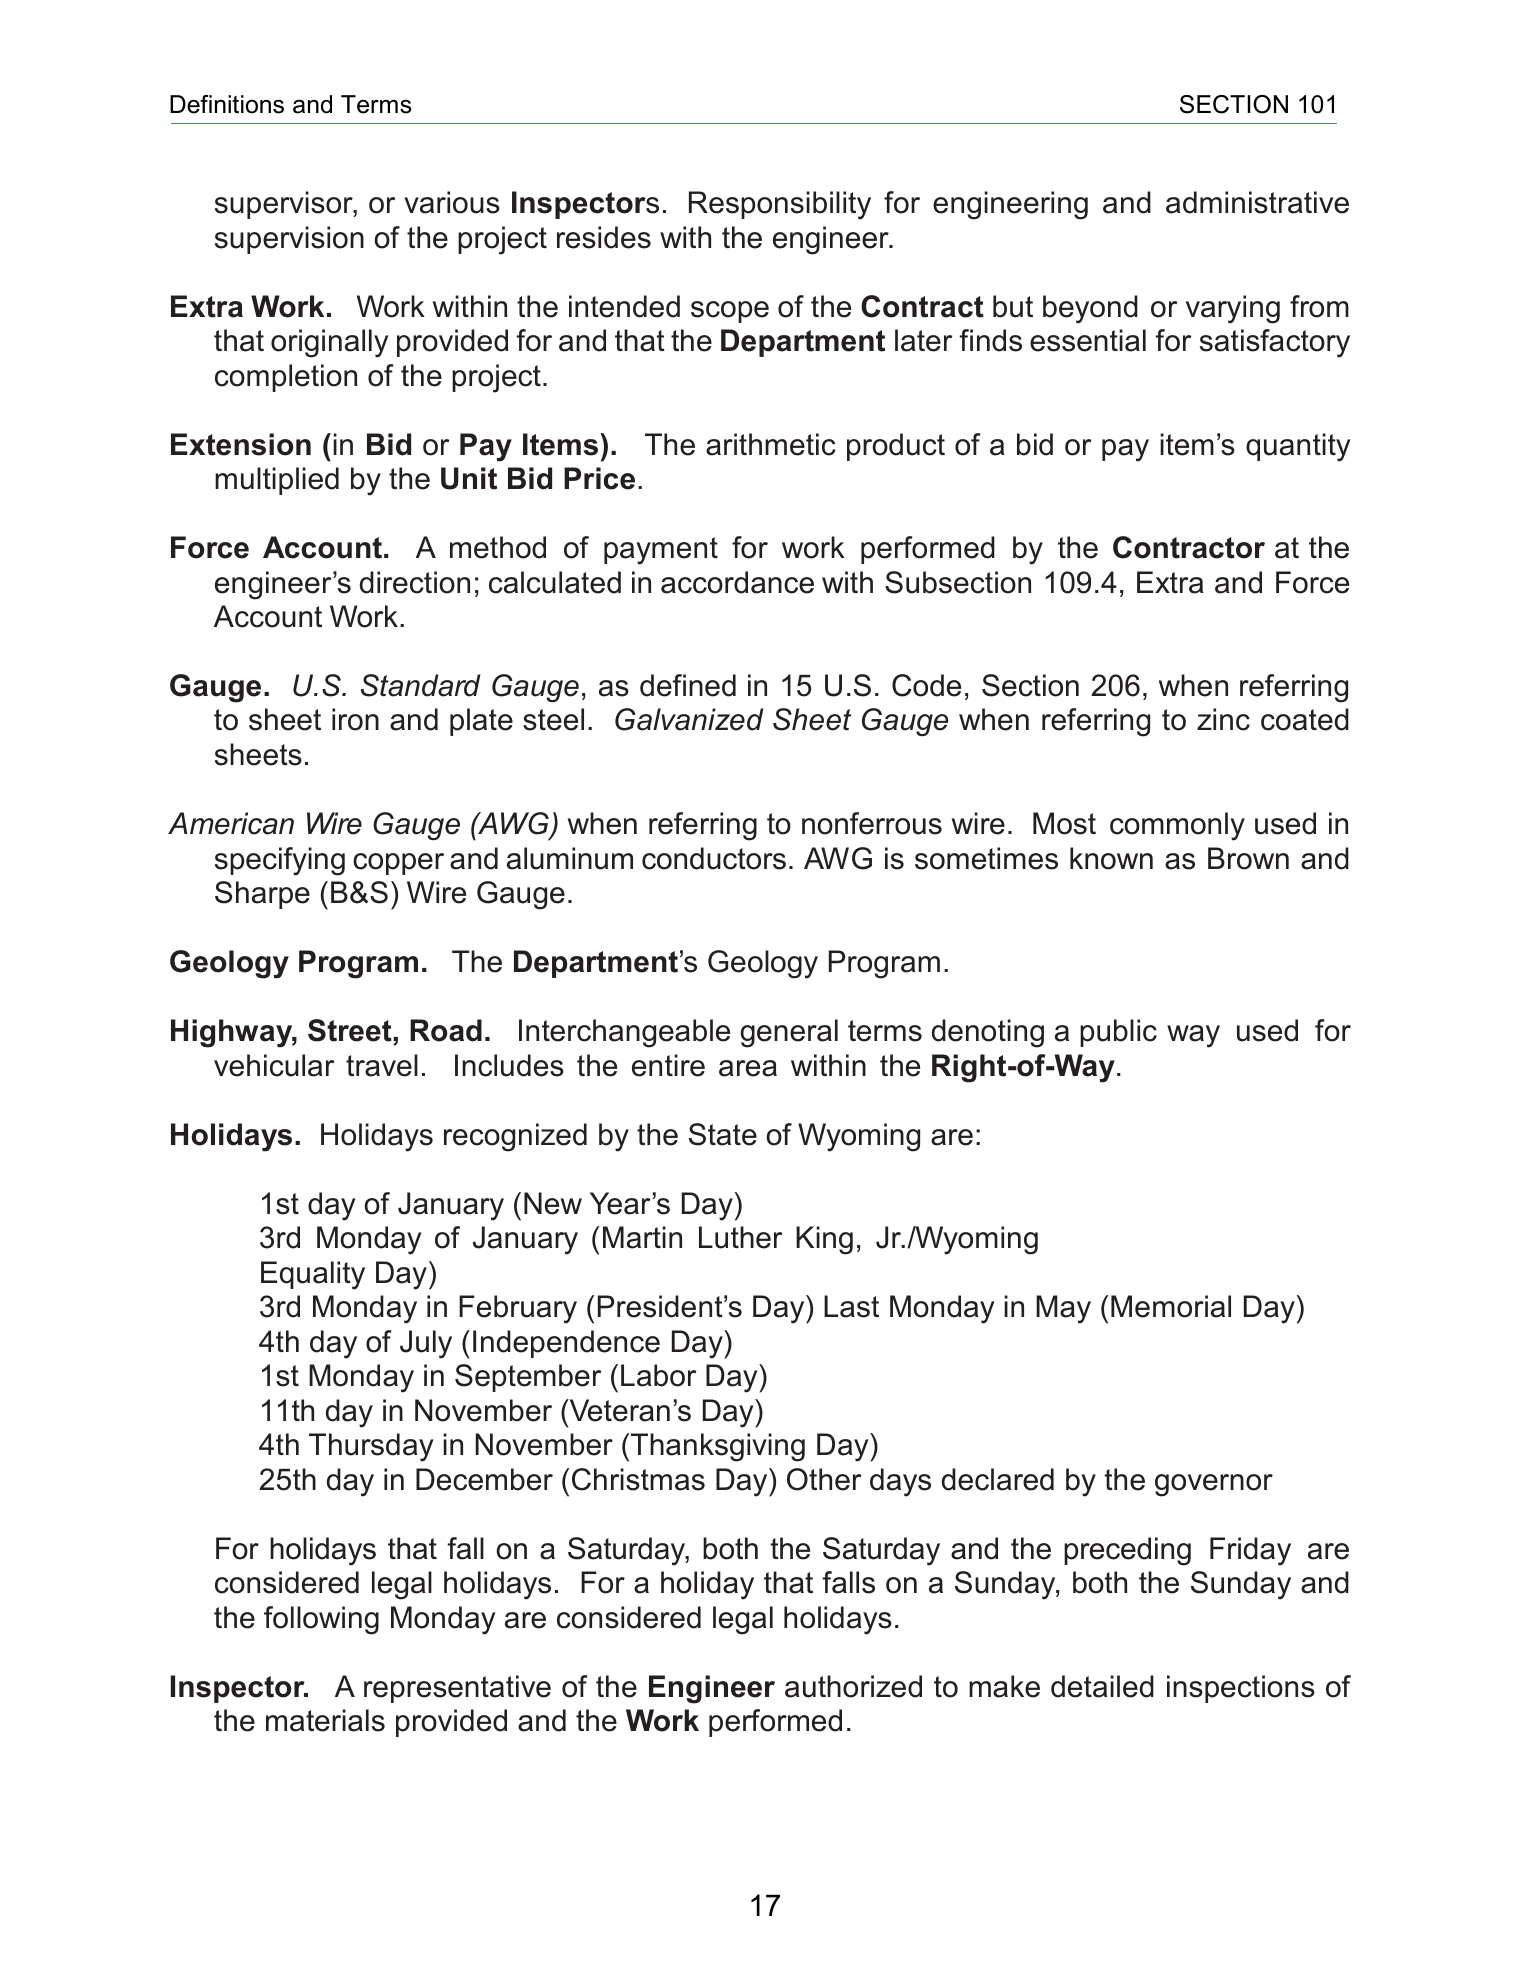 Definitions and Terms SECTION 101
supervisor, or various Inspectors. Responsibility for engineering and administrative
supervision of the project resides with the engineer.
Extra Work. Work within the intended scope of the Contract but beyond or varying from
that originally provided for and that the Department later finds essential for satisfactory
completion of the project.
Extension (in Bid or Pay Items). The arithmetic product of a bid or pay item’s quantity
multiplied by the Unit Bid Price.
Force Account. A method of payment for work performed by the Contractor at the
engineer’s direction; calculated in accordance with Subsection 109.4, Extra and Force
Account Work.
Gauge. U.S. Standard Gauge, as defined in 15 U.S. Code, Section 206, when referring
to sheet iron and plate steel. Galvanized Sheet Gauge when referring to zinc coated
sheets.
American Wire Gauge (AWG) when referring to nonferrous wire. Most commonly used in
specifying copper and aluminum conductors. AWG is sometimes known as Brown and
Sharpe (B&S) Wire Gauge.
Geology Program. The Department’s Geology Program.
Highway, Street, Road. Interchangeable general terms denoting a public way used for
vehicular travel. Includes the entire area within the Right-of-Way.
Holidays. Holidays recognized by the State of Wyoming are:
1st day of January (New Year’s Day)
3rd Monday of January (Martin Luther King, Jr./Wyoming
Equality Day)
3rd Monday in February (President’s Day) Last Monday in May (Memorial Day)
4th day of July (Independence Day)
1st Monday in September (Labor Day)
11th day in November (Veteran’s Day)
4th Thursday in November (Thanksgiving Day)
25th day in December (Christmas Day) Other days declared by the governor
For holidays that fall on a Saturday, both the Saturday and the preceding Friday are
considered legal holidays. For a holiday that falls on a Sunday, both the Sunday and
the following Monday are considered legal holidays.
Inspector. A representative of the Engineer authorized to make detailed inspections of
the materials provided and the Work performed.
17